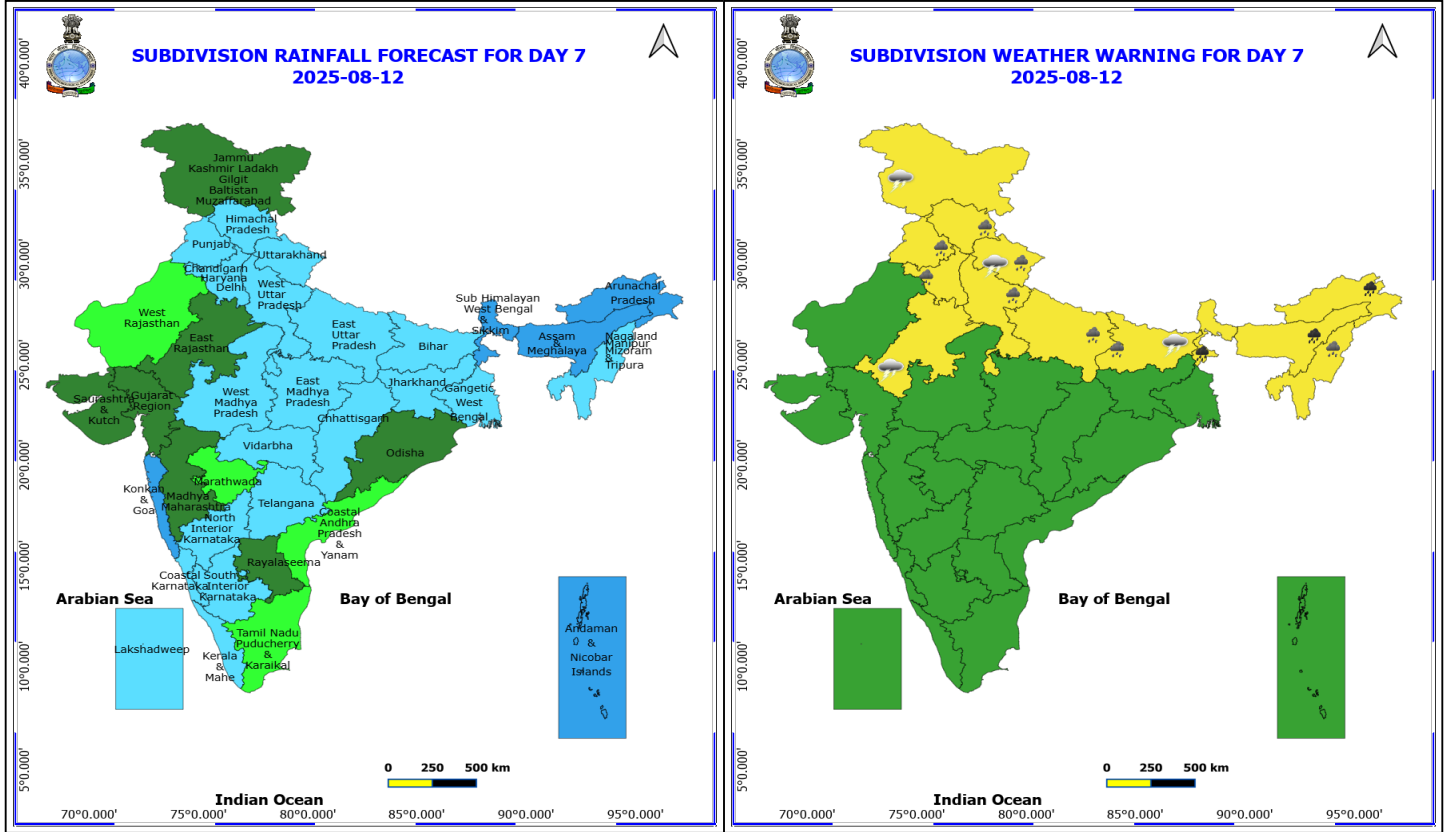 SUBDIVISION RAINFALL FORECAST FOR DAY 7
2025-08-12
40°0.000'
35°0.000'
30°0.000'
25°0.000'
20°0.000'
15°0.000'
10°0.000'
5°0.000'
Jammu
Kashmir Ladakh
Gilgit
Baltistan
Muzaffarabad
Himachal
Pradesh
Punjab
Uttarakhand
Chandigarh
Haryana
Delhi
West
Uttar
Pradesh
West
Rajasthan
East
Rajasthan
East
Uttar
Pradesh
Bihar
Sub Himalayan
West Bengal
&
Sikkim
Arunachal
Pradesh
Assam
&
Meghalaya
Nagaland
Manipur
Mizoram
&
Tripura
Saurashtra
&
Kutch
Gujarat
Region
West
Madhya
Pradesh
East
Madhya
Pradesh
Jharkhand
Gangetic
West
Bengal
Chhattisgarh
Vidarbha
Odisha
Konkan
&
Goa
Madhya
Maharashtra
Marathwada
North
Interior
Karnataka
Telangana
Coastal
Andhra
Pradesh
&
Yanam
Rayalaseema
Coastal
Karnataka
South
Interior
Karnataka
Tamil Nadu
Puducherry
&
Karaikal
Kerala
&
Mahe
Arabian Sea
Lakshadweep
Bay of Bengal
Andaman
&
Nicobar
Islands
0 250 500 km
Indian Ocean
70°0.000' 75°0.000' 80°0.000' 85°0.000' 90°0.000' 95°0.000'
SUBDIVISION WEATHER WARNING FOR DAY 7
2025-08-12
40°0.000'
35°0.000'
30°0.000'
25°0.000'
20°0.000'
15°0.000'
10°0.000'
5°0.000'
Arabian Sea
Bay of Bengal
0 250 500 km
Indian Ocean
70°0.000' 75°0.000' 80°0.000' 85°0.000' 90°0.000' 95°0.000'